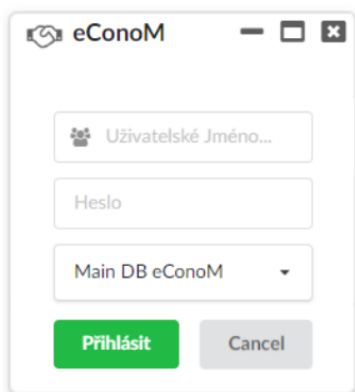 eConoM
Uživatelské Jméno...
Heslo
Main DB eConoM
Přihlásit Cancel